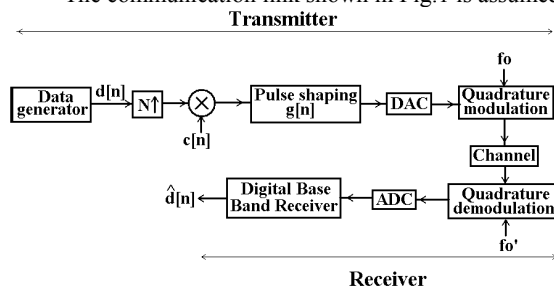 The communication link shown in Fig.1 is assumed
Transmitter
fo
Data generator
d[n]
N↑
×
c[n]
Pulse shaping g[n]
DAC
Quadrature modulation
Channel
d̂[n]
Digital Base Band Receiver
ADC
Quadrature demodulation
fo'
Receiver